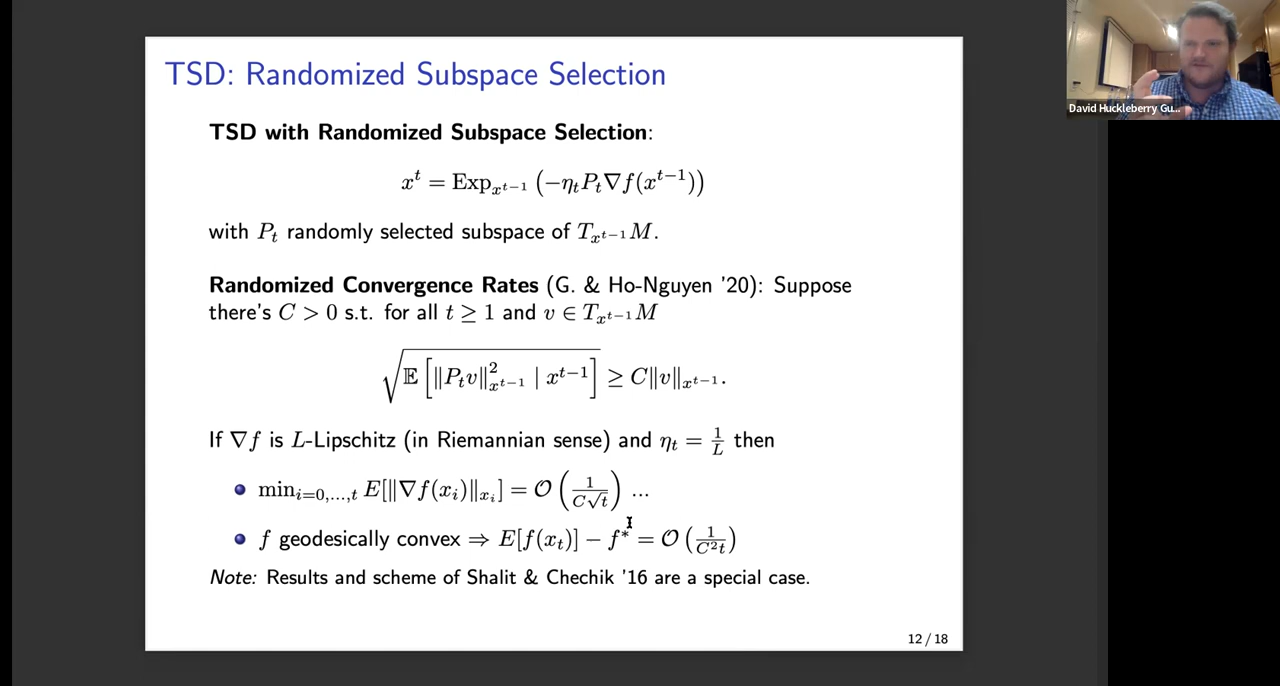 TSD: Randomized Subspace Selection
TSD with Randomized Subspace Selection:
x^t = Exp_{x^{t−1}} (−η_t P_t ∇f(x^{t−1}))
with P_t randomly selected subspace of T_{x^{t−1}}M.
Randomized Convergence Rates (G. & Ho-Nguyen '20): Suppose
there's C > 0 s.t. for all t ≥ 1 and v ∈ T_{x^{t−1}}M
√(𝔼[‖P_t v‖²_{x^{t−1}} | x^{t−1}]) ≥ C‖v‖_{x^{t−1}}.
If ∇f is L-Lipschitz (in Riemannian sense) and η_t = 1/L then
min_{i=0,...,t} E[‖∇f(x_i)‖_{x_i}] = 𝒪(1/(C√t)) ...
f geodesically convex ⇒ E[f(x_t)] − f* = 𝒪(1/(C²t))
Note: Results and scheme of Shalit & Chechik '16 are a special case.
12 / 18
David Huckleberry Gu...